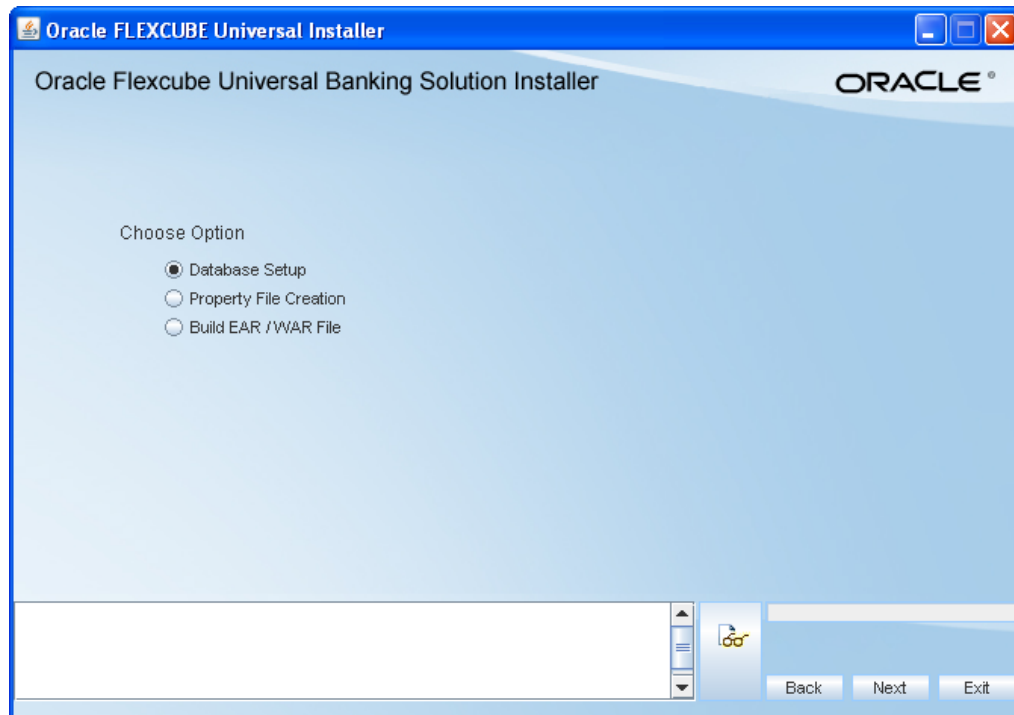 Oracle FLEXCUBE Universal Installer
Oracle Flexcube Universal Banking Solution Installer
ORACLE®
Choose Option
Database Setup
Property File Creation
Build EAR / WAR File
Back
Next
Exit